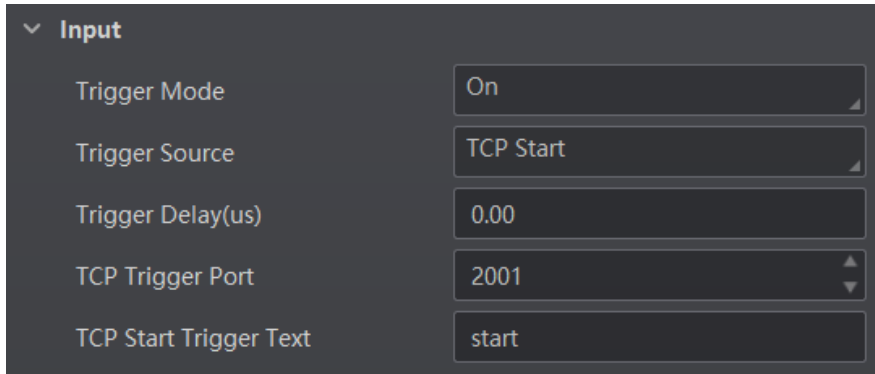 Input
Trigger Mode On
Trigger Source TCP Start
Trigger Delay(us) 0.00
TCP Trigger Port 2001
TCP Start Trigger Text start